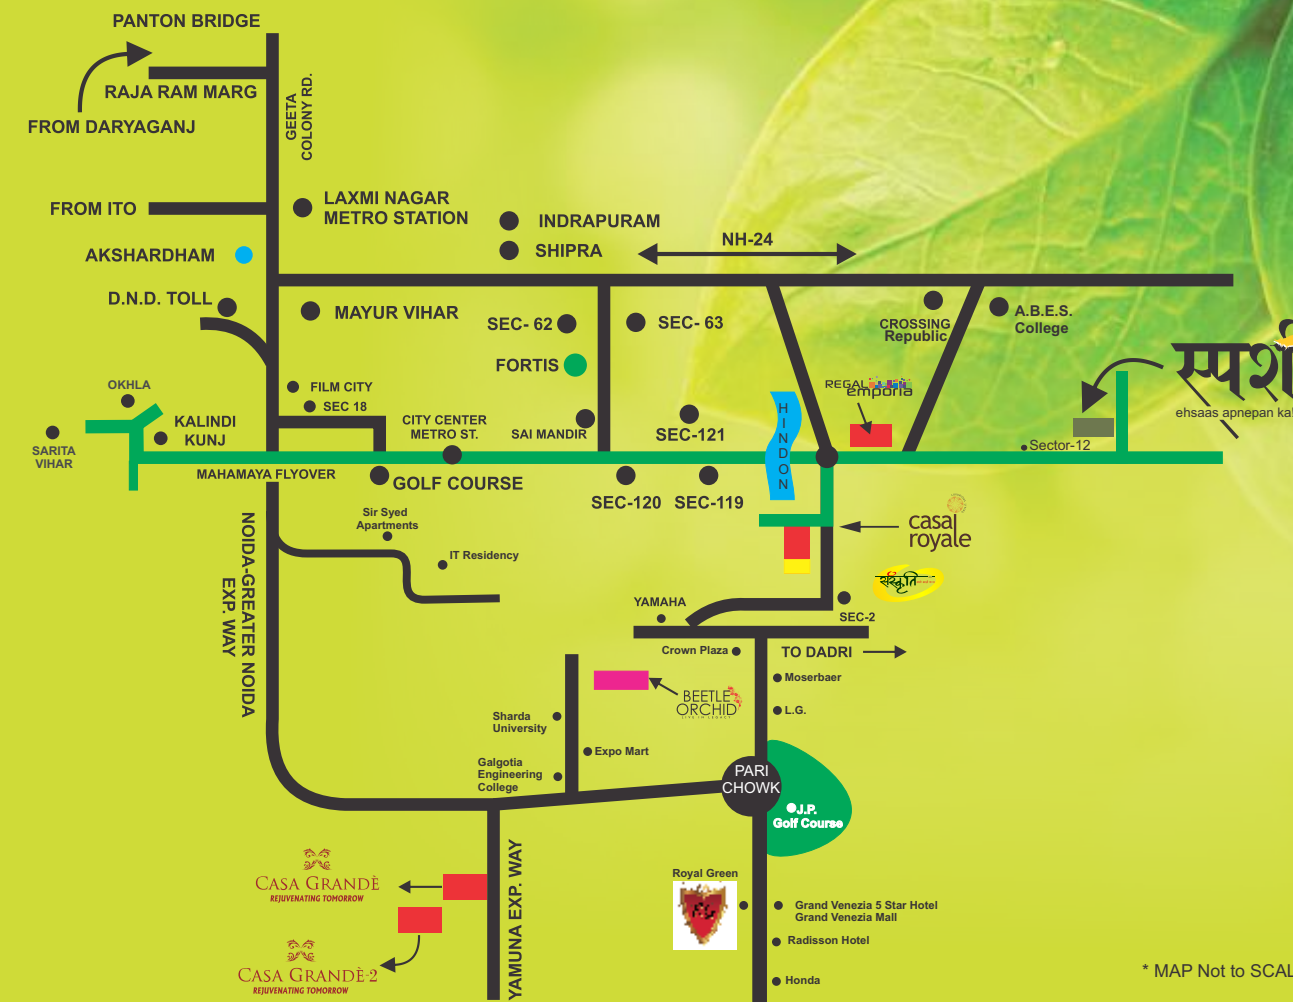 PANTON BRIDGE
RAJA RAM MARG
FROM DARYAGANJ
GEETA
COLONY RD.
FROM ITO
LAXMI NAGAR
METRO STATION
INDRAPURAM
SHIPRA
NH-24
AKSHARDHAM
D.N.D. TOLL
MAYUR VIHAR
SEC- 62
SEC- 63
FORTIS
CROSSING
Republic
A.B.E.S.
College
OKHLA
FILM CITY
SEC 18
KALINDI
KUNJ
SARITA
VIHAR
CITY CENTER
METRO ST.
SAI MANDIR
SEC-121
HINDON
REGAL
emporia
स्पर्श
ehsaas apnepan ka
Sector-12
MAHAMAYA FLYOVER
GOLF COURSE
SEC-120
SEC-119
Sir Syed
Apartments
IT Residency
casa
royale
संस्कृति
NOIDA-GREATER NOIDA
EXP. WAY
YAMAHA
SEC-2
Crown Plaza
TO DADRI
Moserbaer
L.G.
BEETLE
ORCHID
LIVE IN LEGACY
Sharda
University
Expo Mart
Galgotia
Engineering
College
PARI
CHOWK
J.P.
Golf Course
CASA GRANDÈ
REJUVENATING TOMORROW
CASA GRANDÈ-2
REJUVENATING TOMORROW
YAMUNA EXP. WAY
Royal Green
Grand Venezia 5 Star Hotel
Grand Venezia Mall
Radisson Hotel
Honda
* MAP Not to SCAL